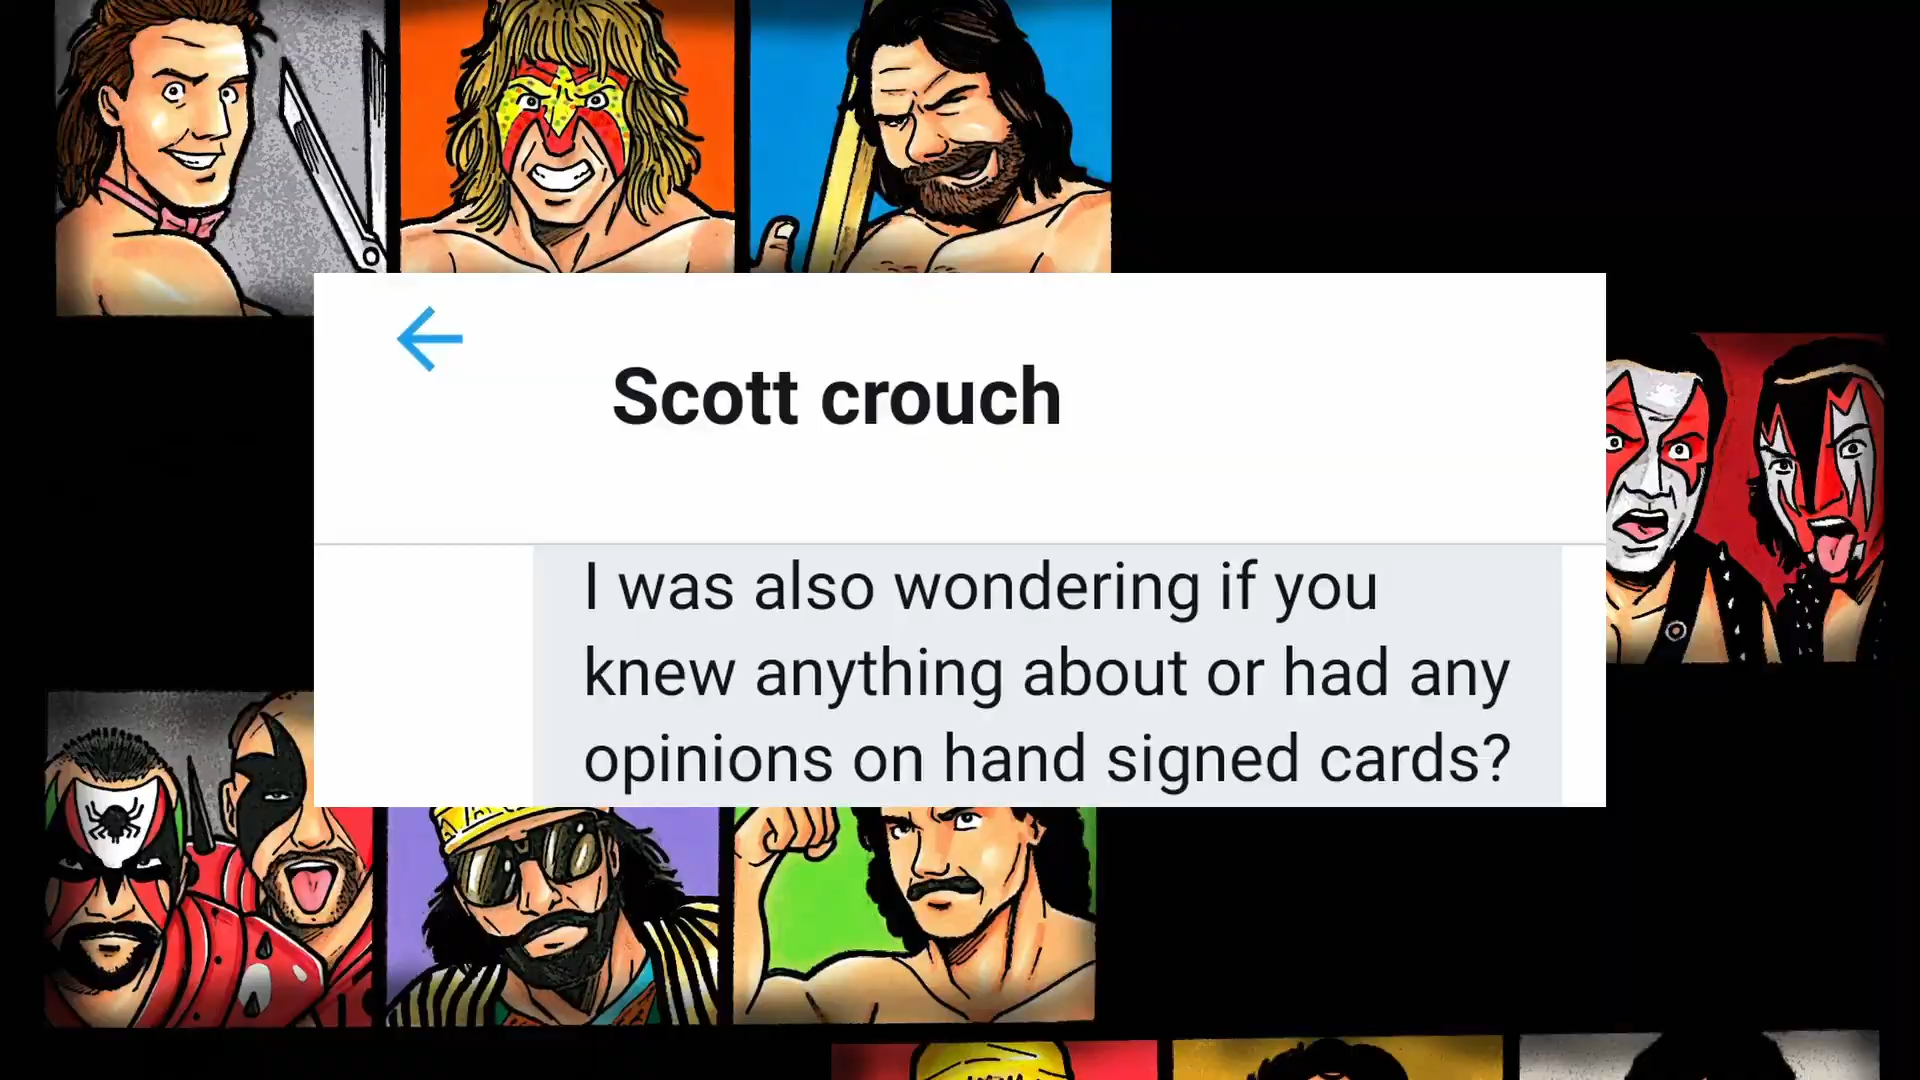 Scott crouch
I was also wondering if you
knew anything about or had any
opinions on hand signed cards?